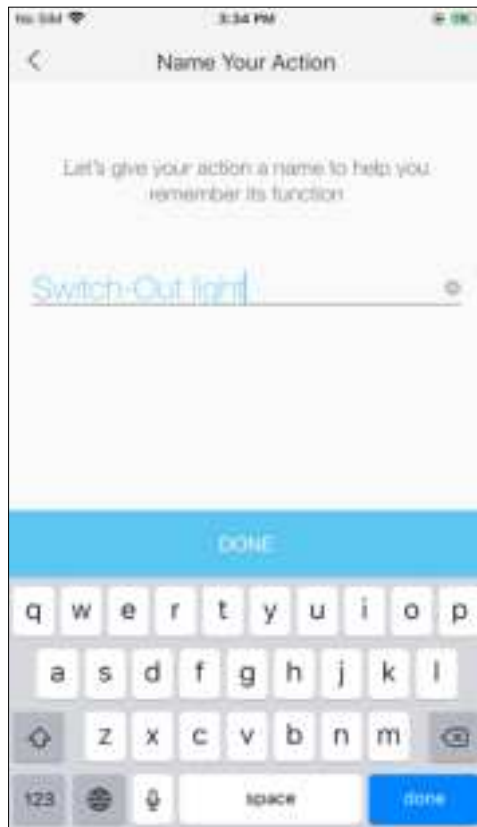 No SIM 3:34 PM
Name Your Action
Let's give your action a name to help you
remember its function
Switch-Out light
DONE
q w e r t y u i o p
a s d f g h j k l
z x c v b n m
123 space done